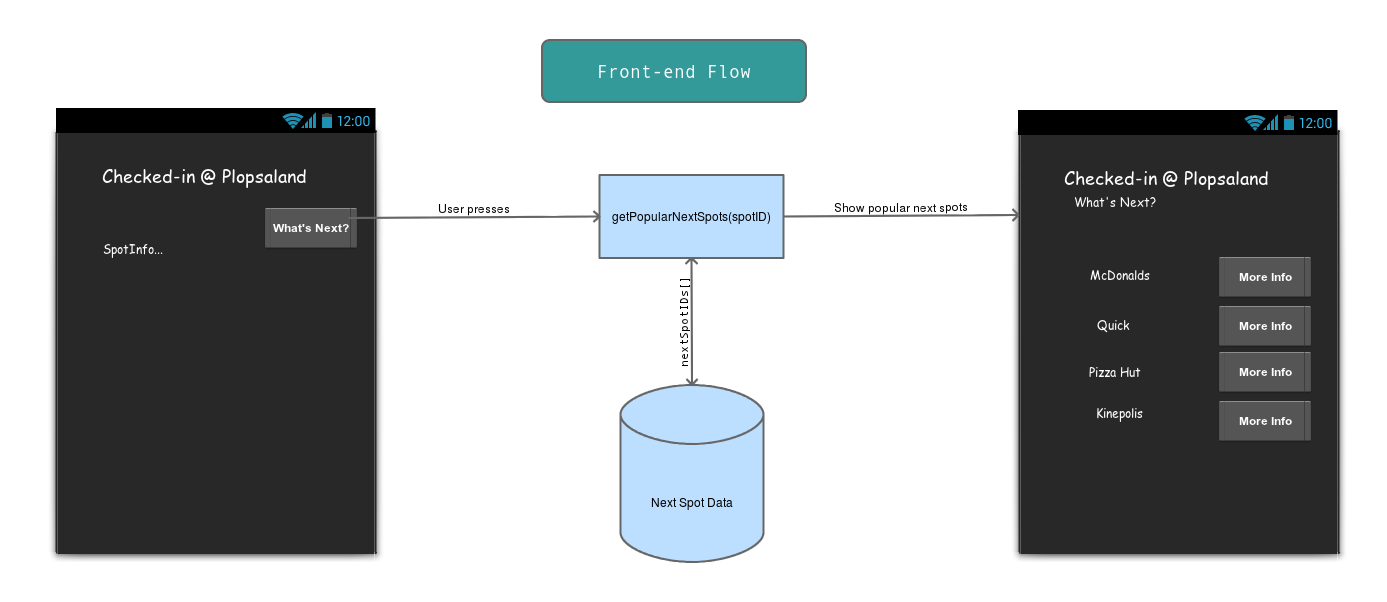 Front-end Flow
12:00
Checked-in @ Plopsaland
What's Next?
SpotInfo...
User presses
getPopularNextSpots(spotID)
nextSpotIDs[]
Next Spot Data
Show popular next spots
12:00
Checked-in @ Plopsaland
What's Next?
McDonalds More Info
Quick More Info
Pizza Hut More Info
Kinepolis More Info